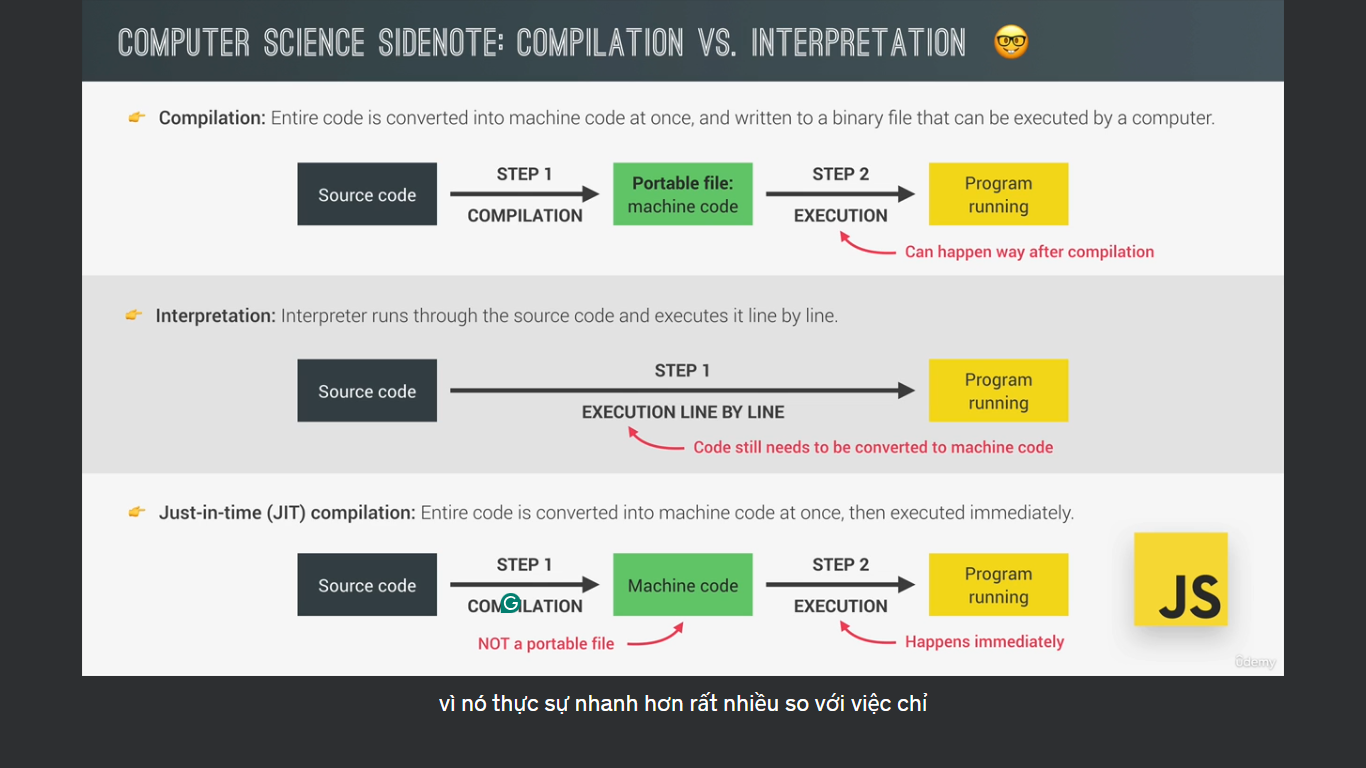 COMPUTER SCIENCE SIDENOTE: COMPILATION VS. INTERPRETATION 🤓
👉 Compilation: Entire code is converted into machine code at once, and written to a binary file that can be executed by a computer.
Source code
STEP 1
COMPILATION
Portable file:
machine code
STEP 2
EXECUTION
Program
running
Can happen way after compilation
👉 Interpretation: Interpreter runs through the source code and executes it line by line.
Source code
STEP 1
EXECUTION LINE BY LINE
Program
running
Code still needs to be converted to machine code
👉 Just-in-time (JIT) compilation: Entire code is converted into machine code at once, then executed immediately.
Source code
STEP 1
COMPILATION
Machine code
STEP 2
EXECUTION
Program
running
NOT a portable file
Happens immediately
JS
Udemy
vì nó thực sự nhanh hơn rất nhiều so với việc chỉ